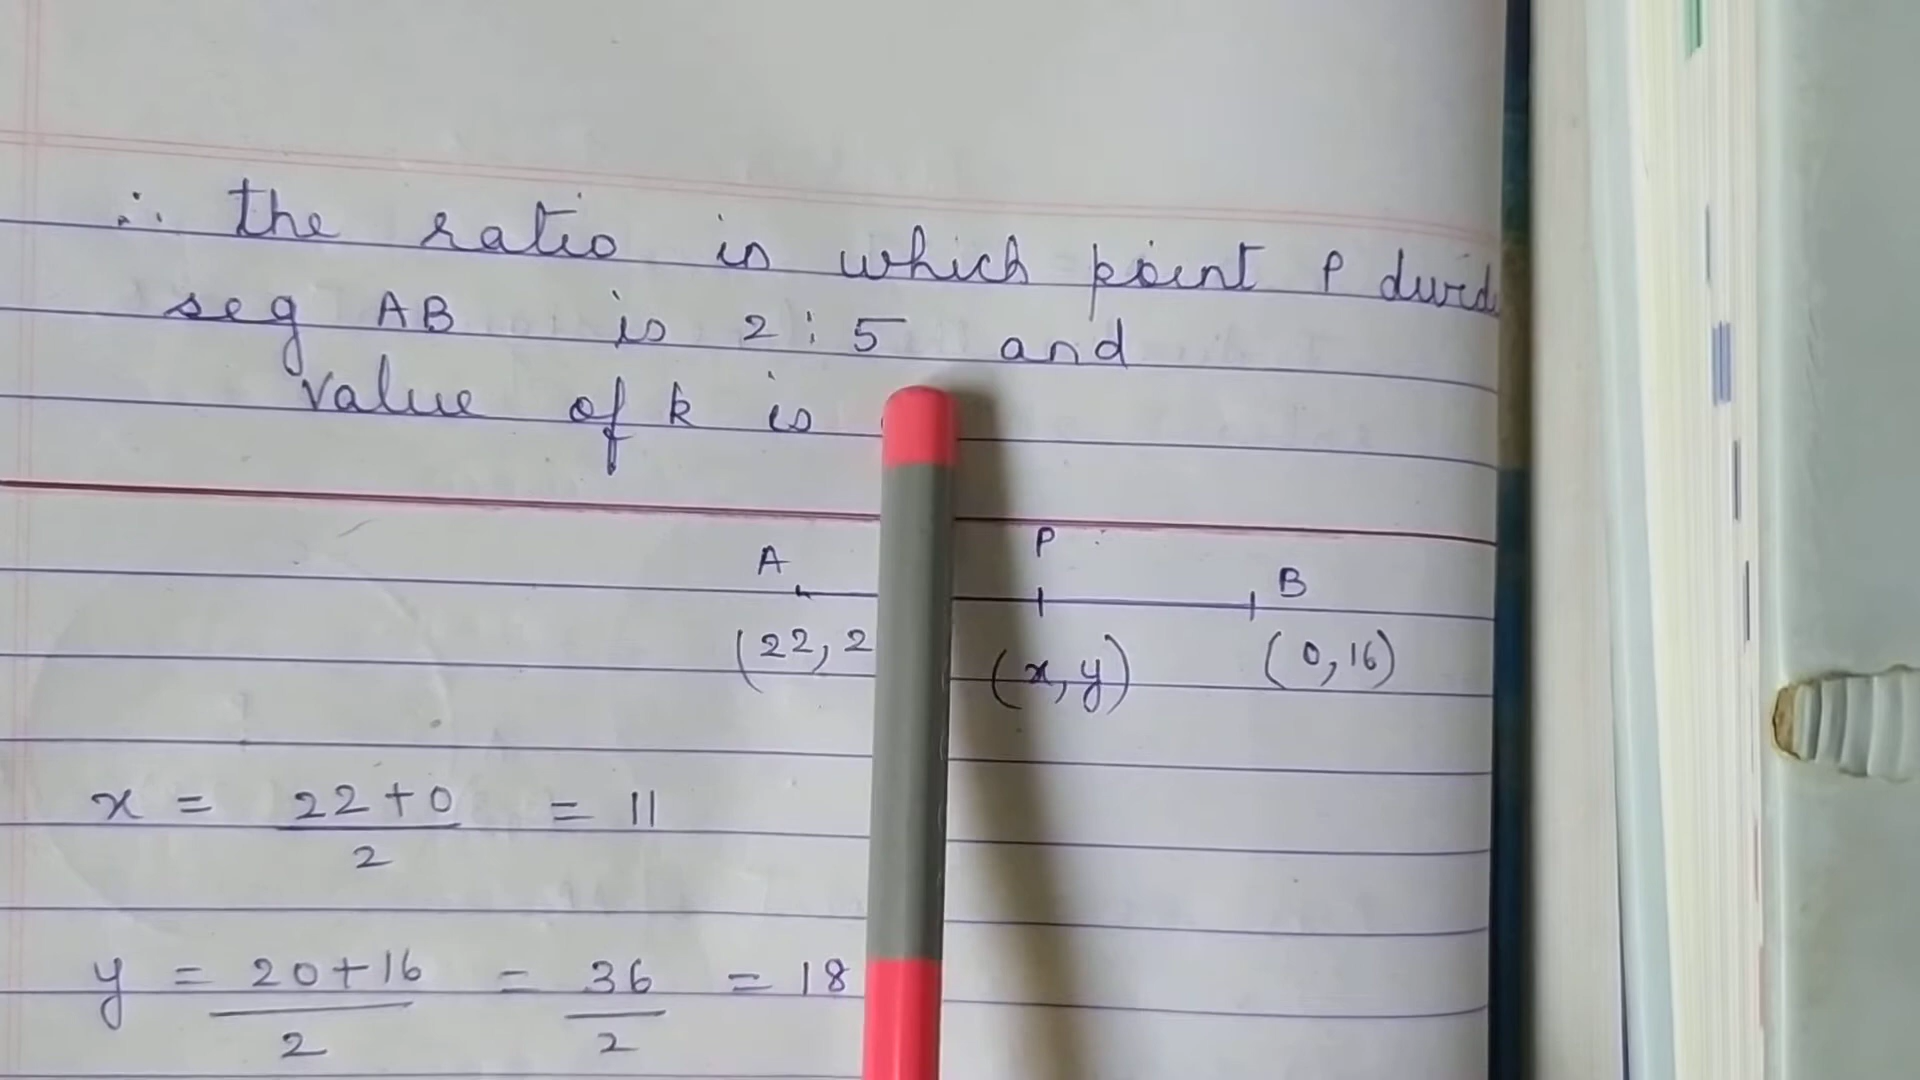 ∴ the ratio in which point P divid
seg AB is 2 : 5 and
value of k is
A P B
(22, 2 (x, y) (0, 16)
x = 22 + 0 / 2 = 11
y = 20 + 16 / 2 = 36 / 2 = 18